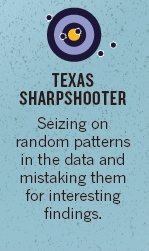 TEXAS
SHARPSHOOTER
Seizing on
random patterns
in the data and
mistaking them
for interesting
findings.